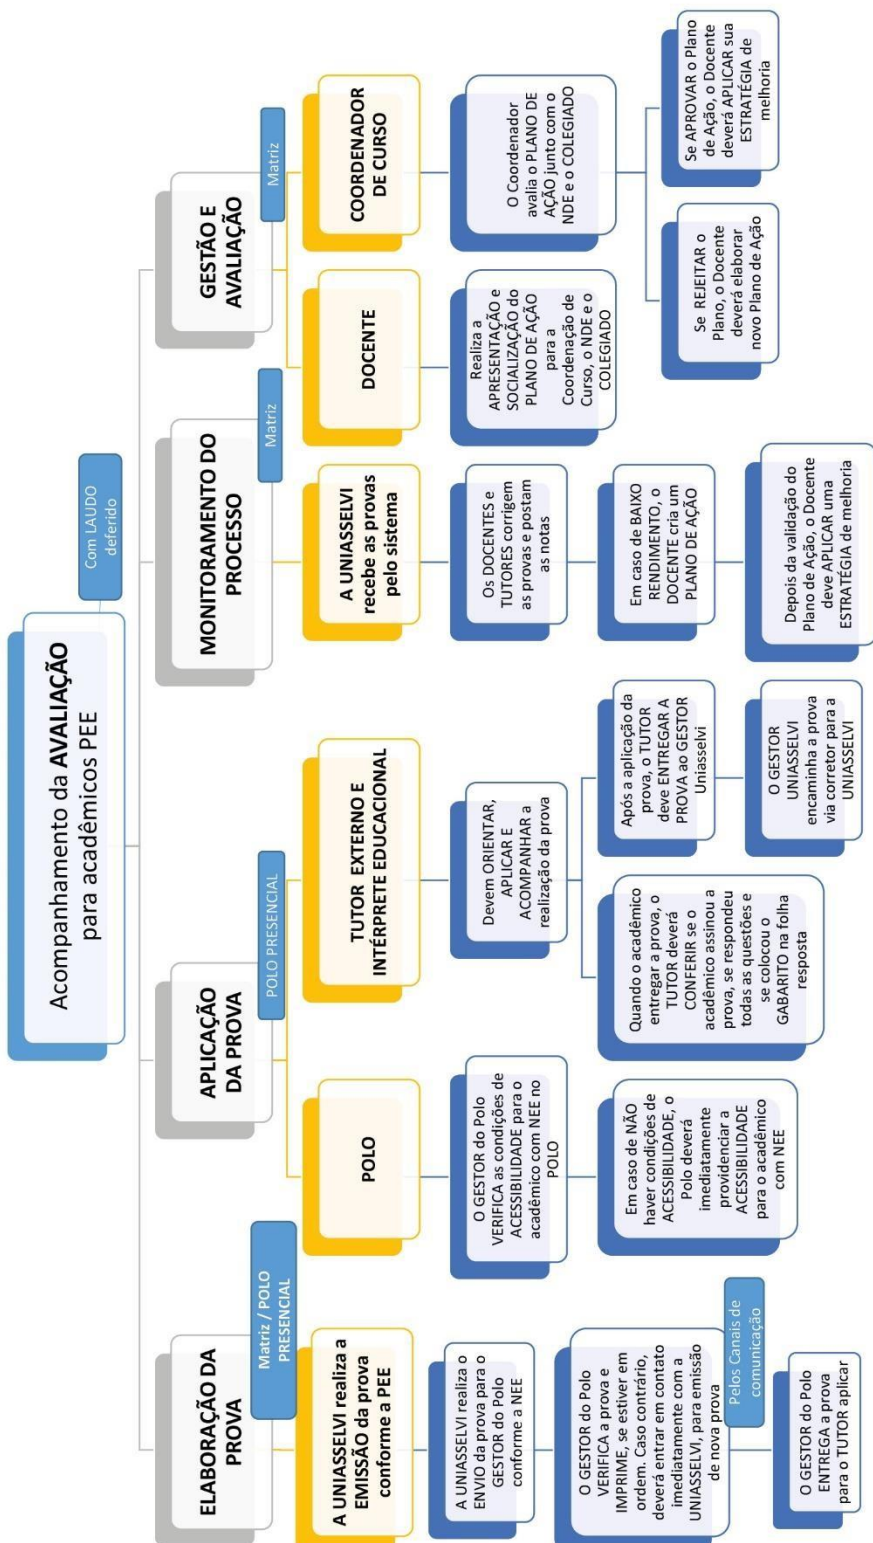 Acompanhamento da AVALIAÇÃO
para acadêmicos PEE
Com LAUDO
deferido
ELABORAÇÃO DA
PROVA
Matriz / POLO
PRESENCIAL
A UNIASSELVI realiza a
EMISSÃO da prova
conforme a PEE
A UNIASSELVI realiza o
ENVIO da prova para o
GESTOR do Polo
conforme a NEE
O GESTOR do Polo
VERIFICA a prova e
IMPRIME, se estiver em
ordem. Caso contrário,
deverá entrar em contato
imediatamente com a
UNIASSELVI, para emissão
de nova prova
Pelos Canais de
comunicação
O GESTOR do Polo
ENTREGA a prova
para o TUTOR aplicar
APLICAÇÃO
DA PROVA
POLO PRESENCIAL
POLO
O GESTOR do Polo
VERIFICA as condições de
ACESSIBILIDADE para o
acadêmico com NEE no
POLO
Em caso de NÃO
haver condições de
ACESSIBILIDADE, o
Polo deverá
imediatamente
providenciar a
ACESSIBILIDADE
para o acadêmico
com NEE
TUTOR EXTERNO E
INTÉRPRETE EDUCACIONAL
Devem ORIENTAR,
APLICAR E
ACOMPANHAR a
realização da prova
Quando o acadêmico
entregar a prova, o
TUTOR deverá
CONFERIR se o
acadêmico assinou a
prova, se respondeu
todas as questões e
se colocou o
GABARITO na folha
resposta
Após a aplicação da
prova, o TUTOR
deve ENTREGAR A
PROVA ao GESTOR
Uniasselvi
O GESTOR
UNIASSELVI
encaminha a prova
via corretor para a
UNIASSELVI
MONITORAMENTO DO
PROCESSO
Matriz
A UNIASSELVI
recebe as provas
pelo sistema
Os DOCENTES e
TUTORES corrigem
as provas e postam
as notas
Em caso de BAIXO
RENDIMENTO, o
DOCENTE cria um
PLANO DE AÇÃO
Depois da validação do
Plano de Ação, o Docente
deve APLICAR uma
ESTRATÉGIA de melhoria
GESTÃO E
AVALIAÇÃO
Matriz
DOCENTE
Realiza a
APRESENTAÇÃO e
SOCIALIZAÇÃO do
PLANO DE AÇÃO
para a
Coordenação de
Curso, o NDE e o
COLEGIADO
COORDENADOR
DE CURSO
O Coordenador
avalia o PLANO DE
AÇÃO junto com o
NDE e o COLEGIADO
Se REJEITAR o
Plano, o Docente
deverá elaborar
novo Plano de Ação
Se APROVAR o Plano
de Ação, o Docente
deverá APLICAR sua
ESTRATÉGIA de
melhoria